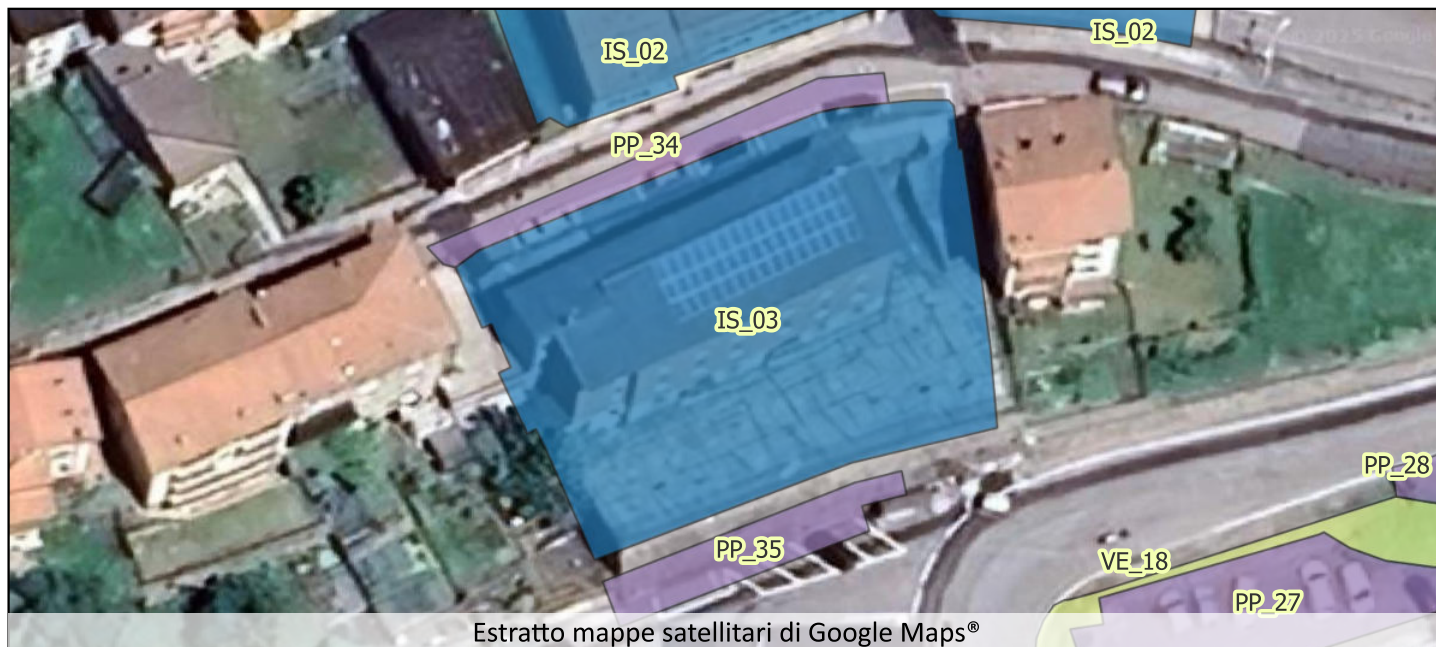 IS_02
IS_02
PP_34
IS_03
PP_28
PP_35
VE_18
PP_27
Estratto mappe satellitari di Google Maps®